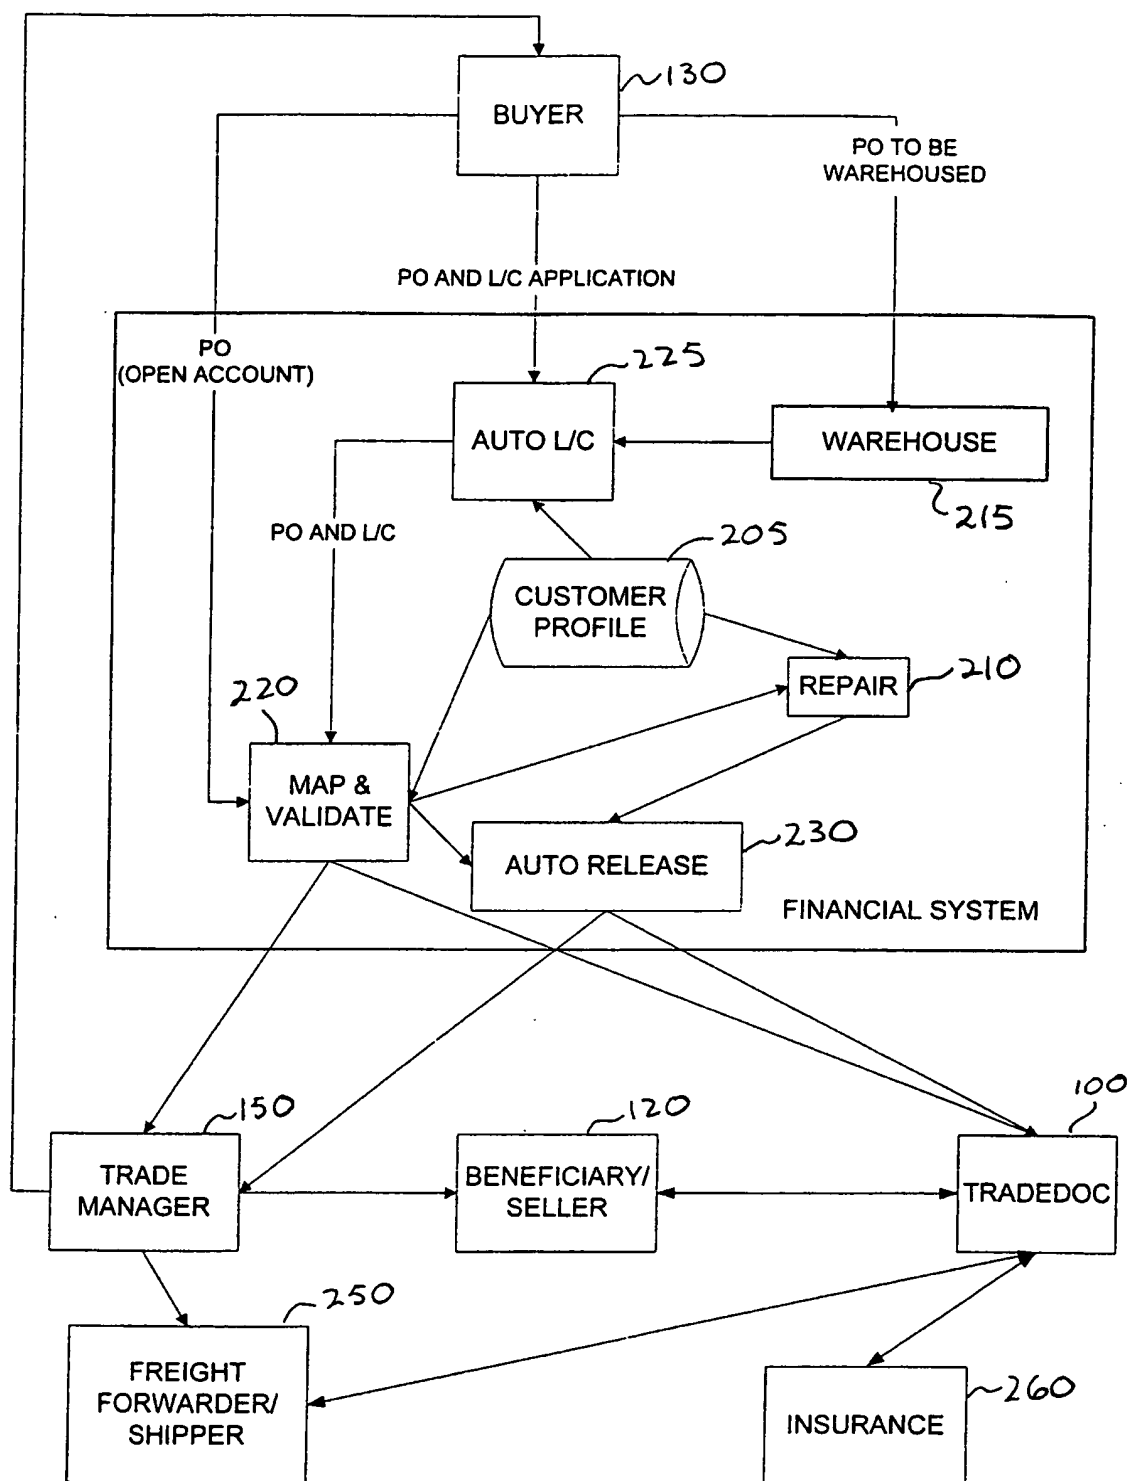 130
BUYER
PO TO BE
WAREHOUSED
PO AND L/C APPLICATION
PO
(OPEN ACCOUNT)
225
AUTO L/C
WAREHOUSE
215
PO AND L/C
205
CUSTOMER
PROFILE
REPAIR
210
220
MAP &
VALIDATE
230
AUTO RELEASE
FINANCIAL SYSTEM
150
120
100
TRADE
MANAGER
BENEFICIARY/
SELLER
TRADEDOC
250
FREIGHT
FORWARDER/
SHIPPER
260
INSURANCE